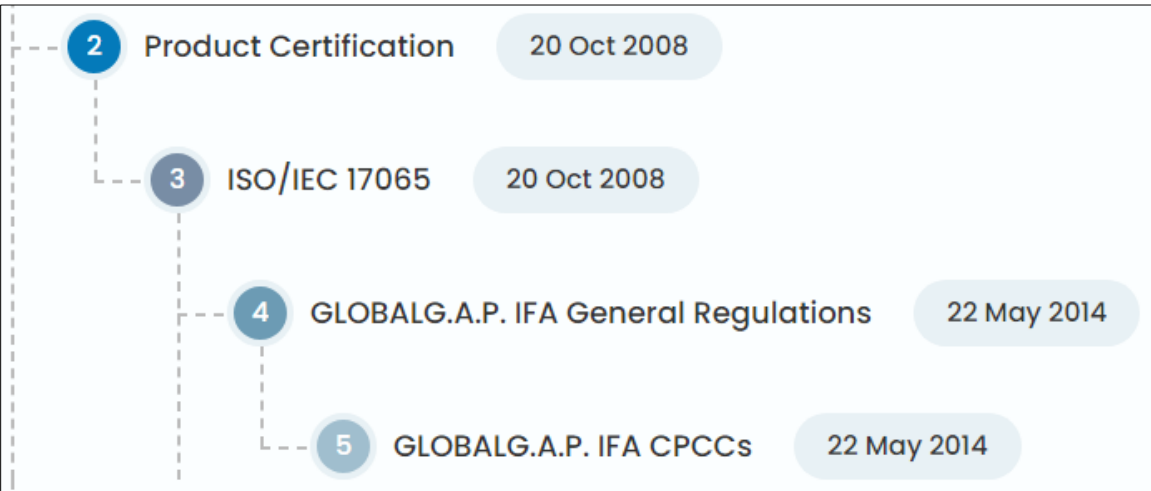 2 Product Certification 20 Oct 2008
3 ISO/IEC 17065 20 Oct 2008
4 GLOBALG.A.P. IFA General Regulations 22 May 2014
5 GLOBALG.A.P. IFA CPCCs 22 May 2014